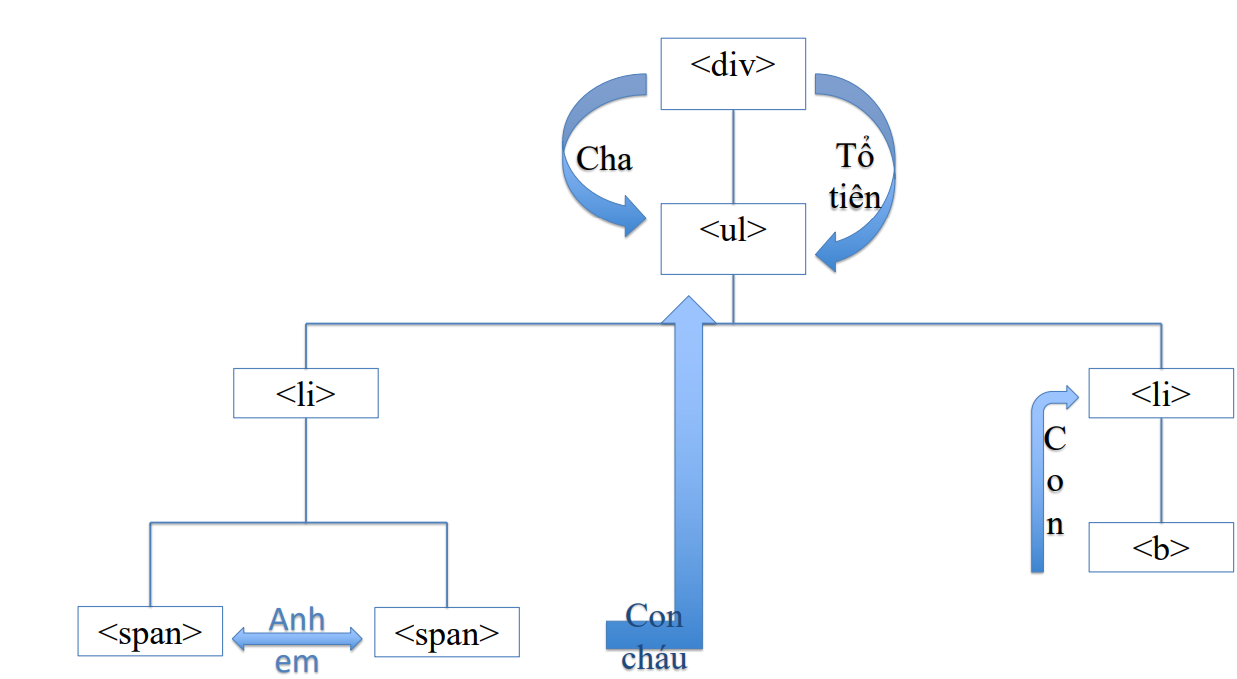 <div>
Cha
Tổ
tiên
<ul>
<li>
<li>
C
o
n
<b>
<span>
Anh
em
<span>
Con
cháu